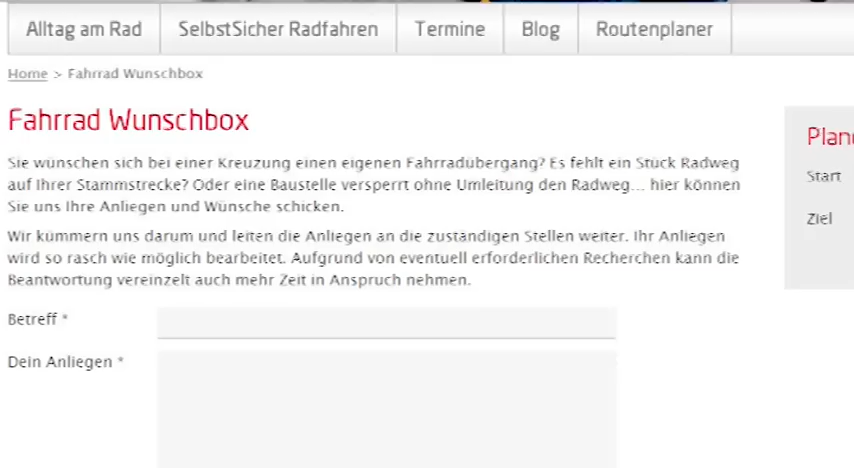 Alltag am Rad SelbstSicher Radfahren Termine Blog Routenplaner
Home > Fahrrad Wunschbox
Fahrrad Wunschbox
Sie wünschen sich bei einer Kreuzung einen eigenen Fahrradübergang? Es fehlt ein Stück Radweg
auf Ihrer Stammstrecke? Oder eine Baustelle versperrt ohne Umleitung den Radweg... hier können
Sie uns Ihre Anliegen und Wünsche schicken.
Wir kümmern uns darum und leiten die Anliegen an die zuständigen Stellen weiter. Ihr Anliegen
wird so rasch wie möglich bearbeitet. Aufgrund von eventuell erforderlichen Recherchen kann die
Beantwortung vereinzelt auch mehr Zeit in Anspruch nehmen.
Betreff *
Dein Anliegen *
Start
Ziel